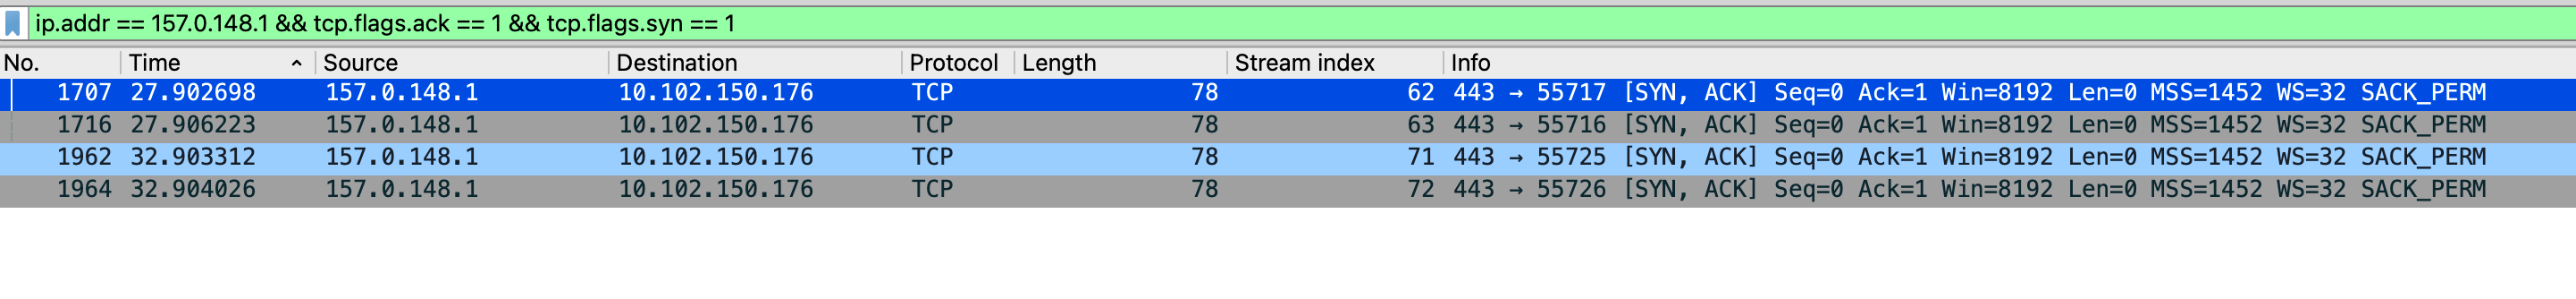 ip.addr == 157.0.148.1 && tcp.flags.ack == 1 && tcp.flags.syn == 1
No. Time Source Destination Protocol Length Stream index Info
1707 27.902698 157.0.148.1 10.102.150.176 TCP 78 62 443 → 55717 [SYN, ACK] Seq=0 Ack=1 Win=8192 Len=0 MSS=1452 WS=32 SACK_PERM
1716 27.906223 157.0.148.1 10.102.150.176 TCP 78 63 443 → 55716 [SYN, ACK] Seq=0 Ack=1 Win=8192 Len=0 MSS=1452 WS=32 SACK_PERM
1962 32.903312 157.0.148.1 10.102.150.176 TCP 78 71 443 → 55725 [SYN, ACK] Seq=0 Ack=1 Win=8192 Len=0 MSS=1452 WS=32 SACK_PERM
1964 32.904026 157.0.148.1 10.102.150.176 TCP 78 72 443 → 55726 [SYN, ACK] Seq=0 Ack=1 Win=8192 Len=0 MSS=1452 WS=32 SACK_PERM